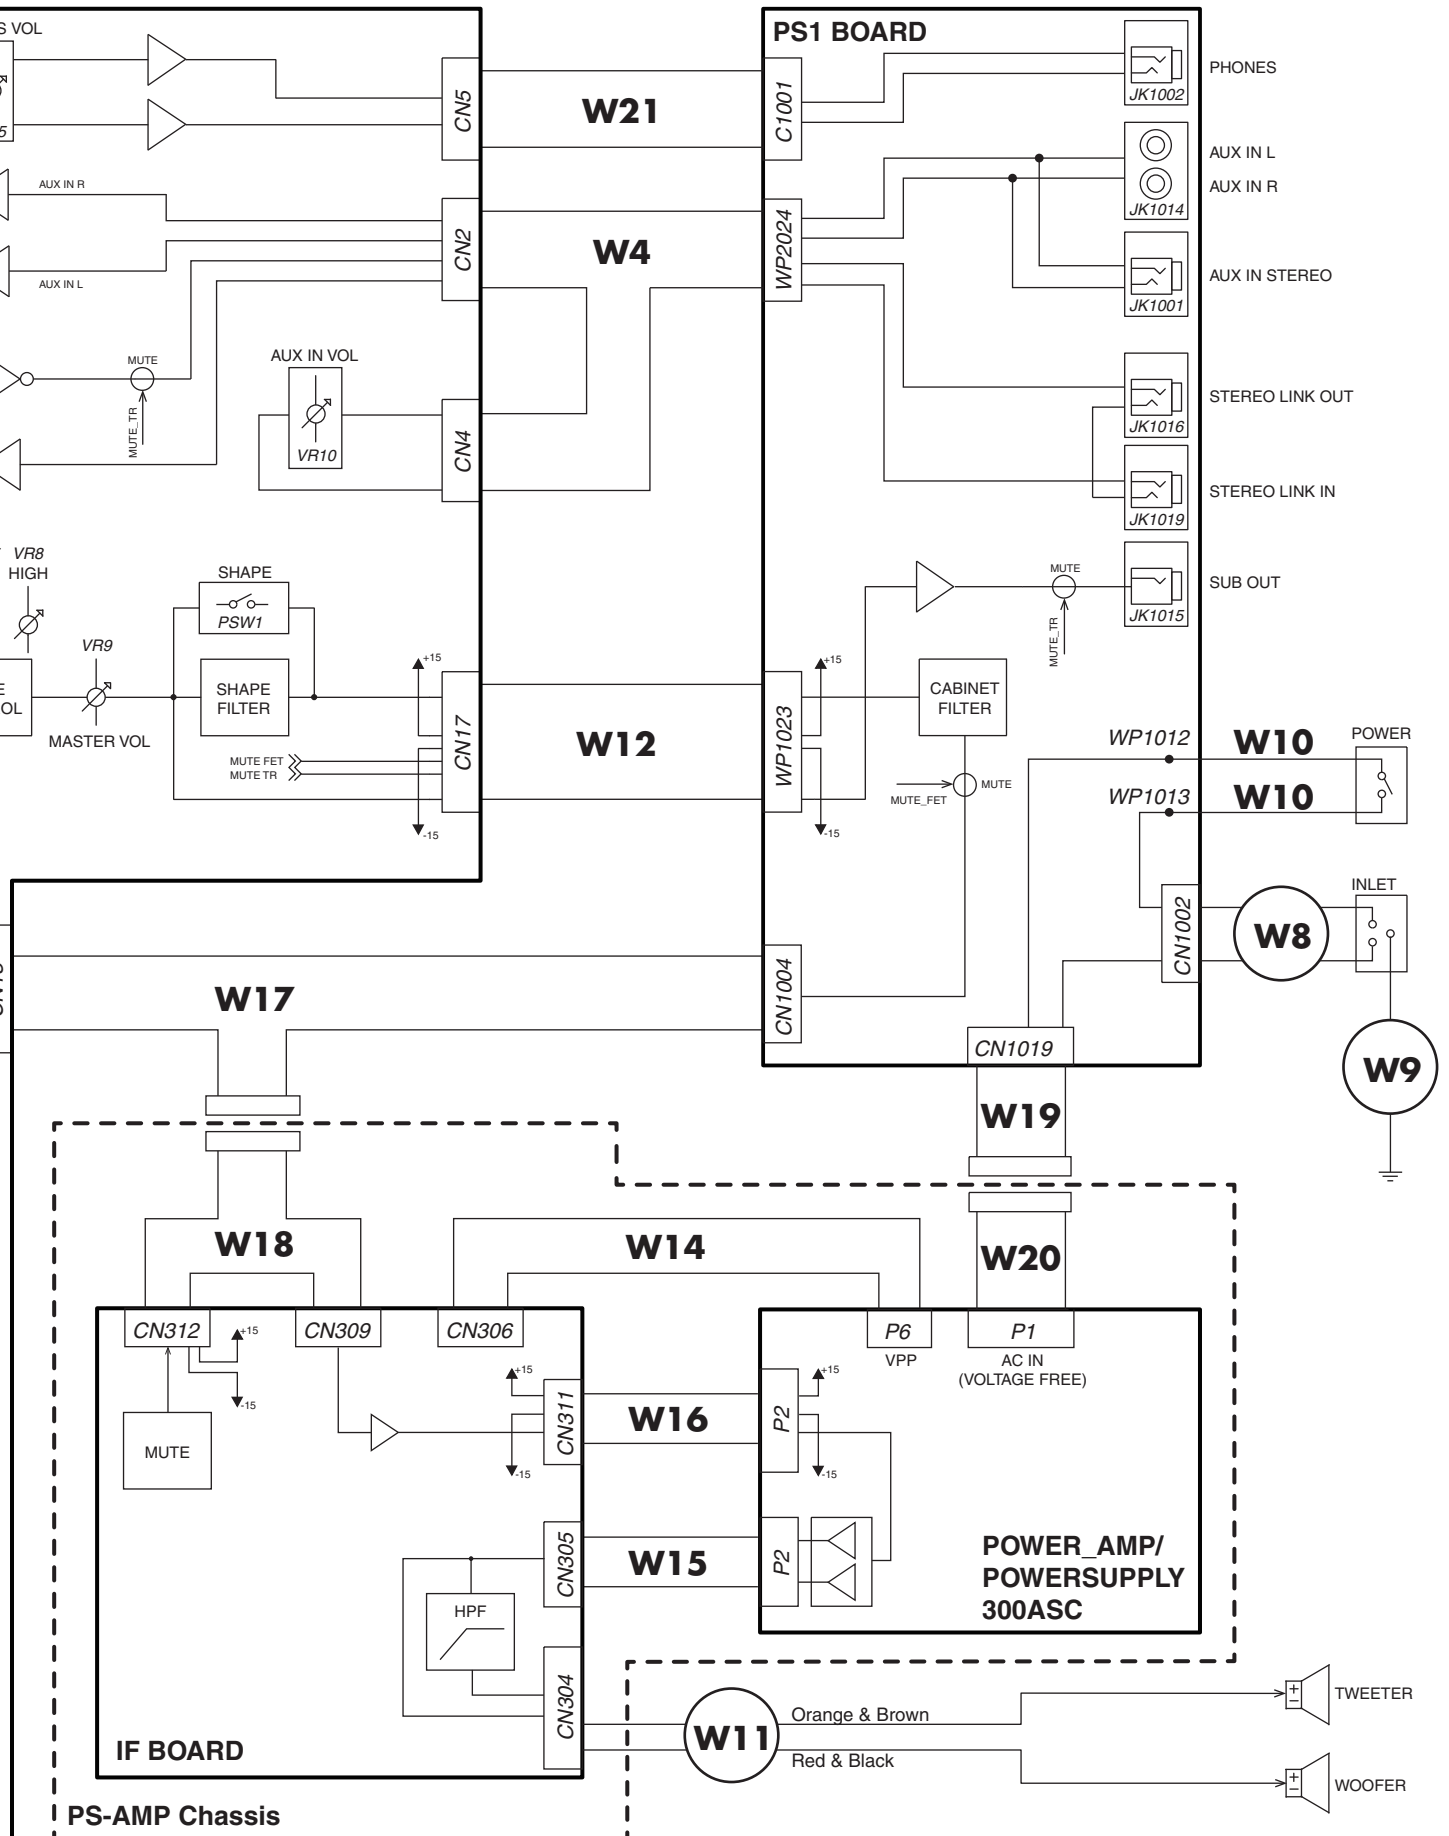 S VOL
5
CN5
W21
PS1 BOARD
C1001
JK1002
PHONES
AUX IN R
AUX IN L
CN2
W4
WP2024
JK1014
AUX IN L
AUX IN R
JK1001
AUX IN STEREO
MUTE
MUTE_TR
AUX IN VOL
VR10
CN4
JK1016
STEREO LINK OUT
JK1019
STEREO LINK IN
VR8
HIGH
SHAPE
PSW1
VR9
MASTER VOL
E
OL
SHAPE
FILTER
MUTE FET
MUTE TR
+15
-15
CN17
W12
WP1023
+15
-15
MUTE
MUTE_TR
JK1015
SUB OUT
CABINET
FILTER
MUTE_FET
MUTE
WP1012
W10
POWER
WP1013
W10
CN1002
W8
INLET
W9
W17
CN1004
CN1019
W19
W18
W14
W20
CN312
+15
-15
MUTE
CN309
CN306
P6
VPP
P1
AC IN
(VOLTAGE FREE)
+15
-15
CN311
W16
P2
+15
-15
CN305
W15
P2
POWER_AMP/
POWERSUPPLY
300ASC
HPF
CN304
W11
Orange & Brown
Red & Black
+
–
TWEETER
+
–
WOOFER
IF BOARD
PS-AMP Chassis